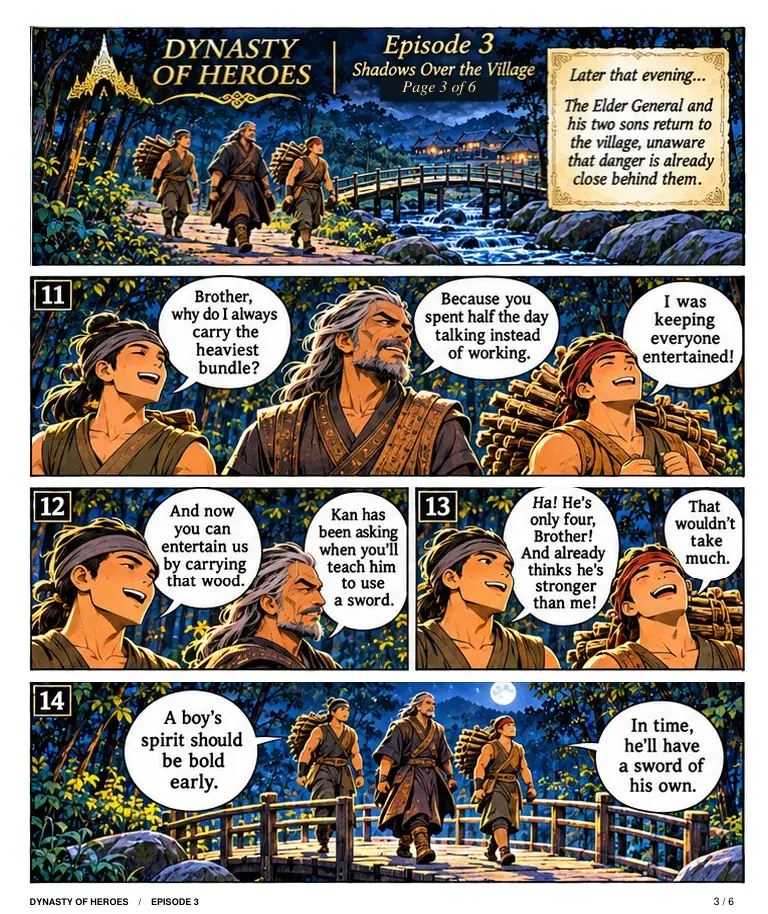 DYNASTY
OF HEROES
Episode 3
Shadows Over the Village
Page 3 of 6
Later that evening...
The Elder General and
his two sons return to
the village, unaware
that danger is already
close behind them.
11
Brother,
why do I always
carry the
heaviest
bundle?
Because you
spent half the day
talking instead
of working.
I was
keeping
everyone
entertained!
12
And now
you can
entertain us
by carrying
that wood.
Kan has
been asking
when you'll
teach him
to use
a sword.
13
Ha! He's
only four,
Brother!
And already
thinks he's
stronger
than me!
That
wouldn't
take
much.
14
A boy's
spirit should
be bold
early.
In time,
he'll have
a sword of
his own.
DYNASTY OF HEROES / EPISODE 3
3 / 6